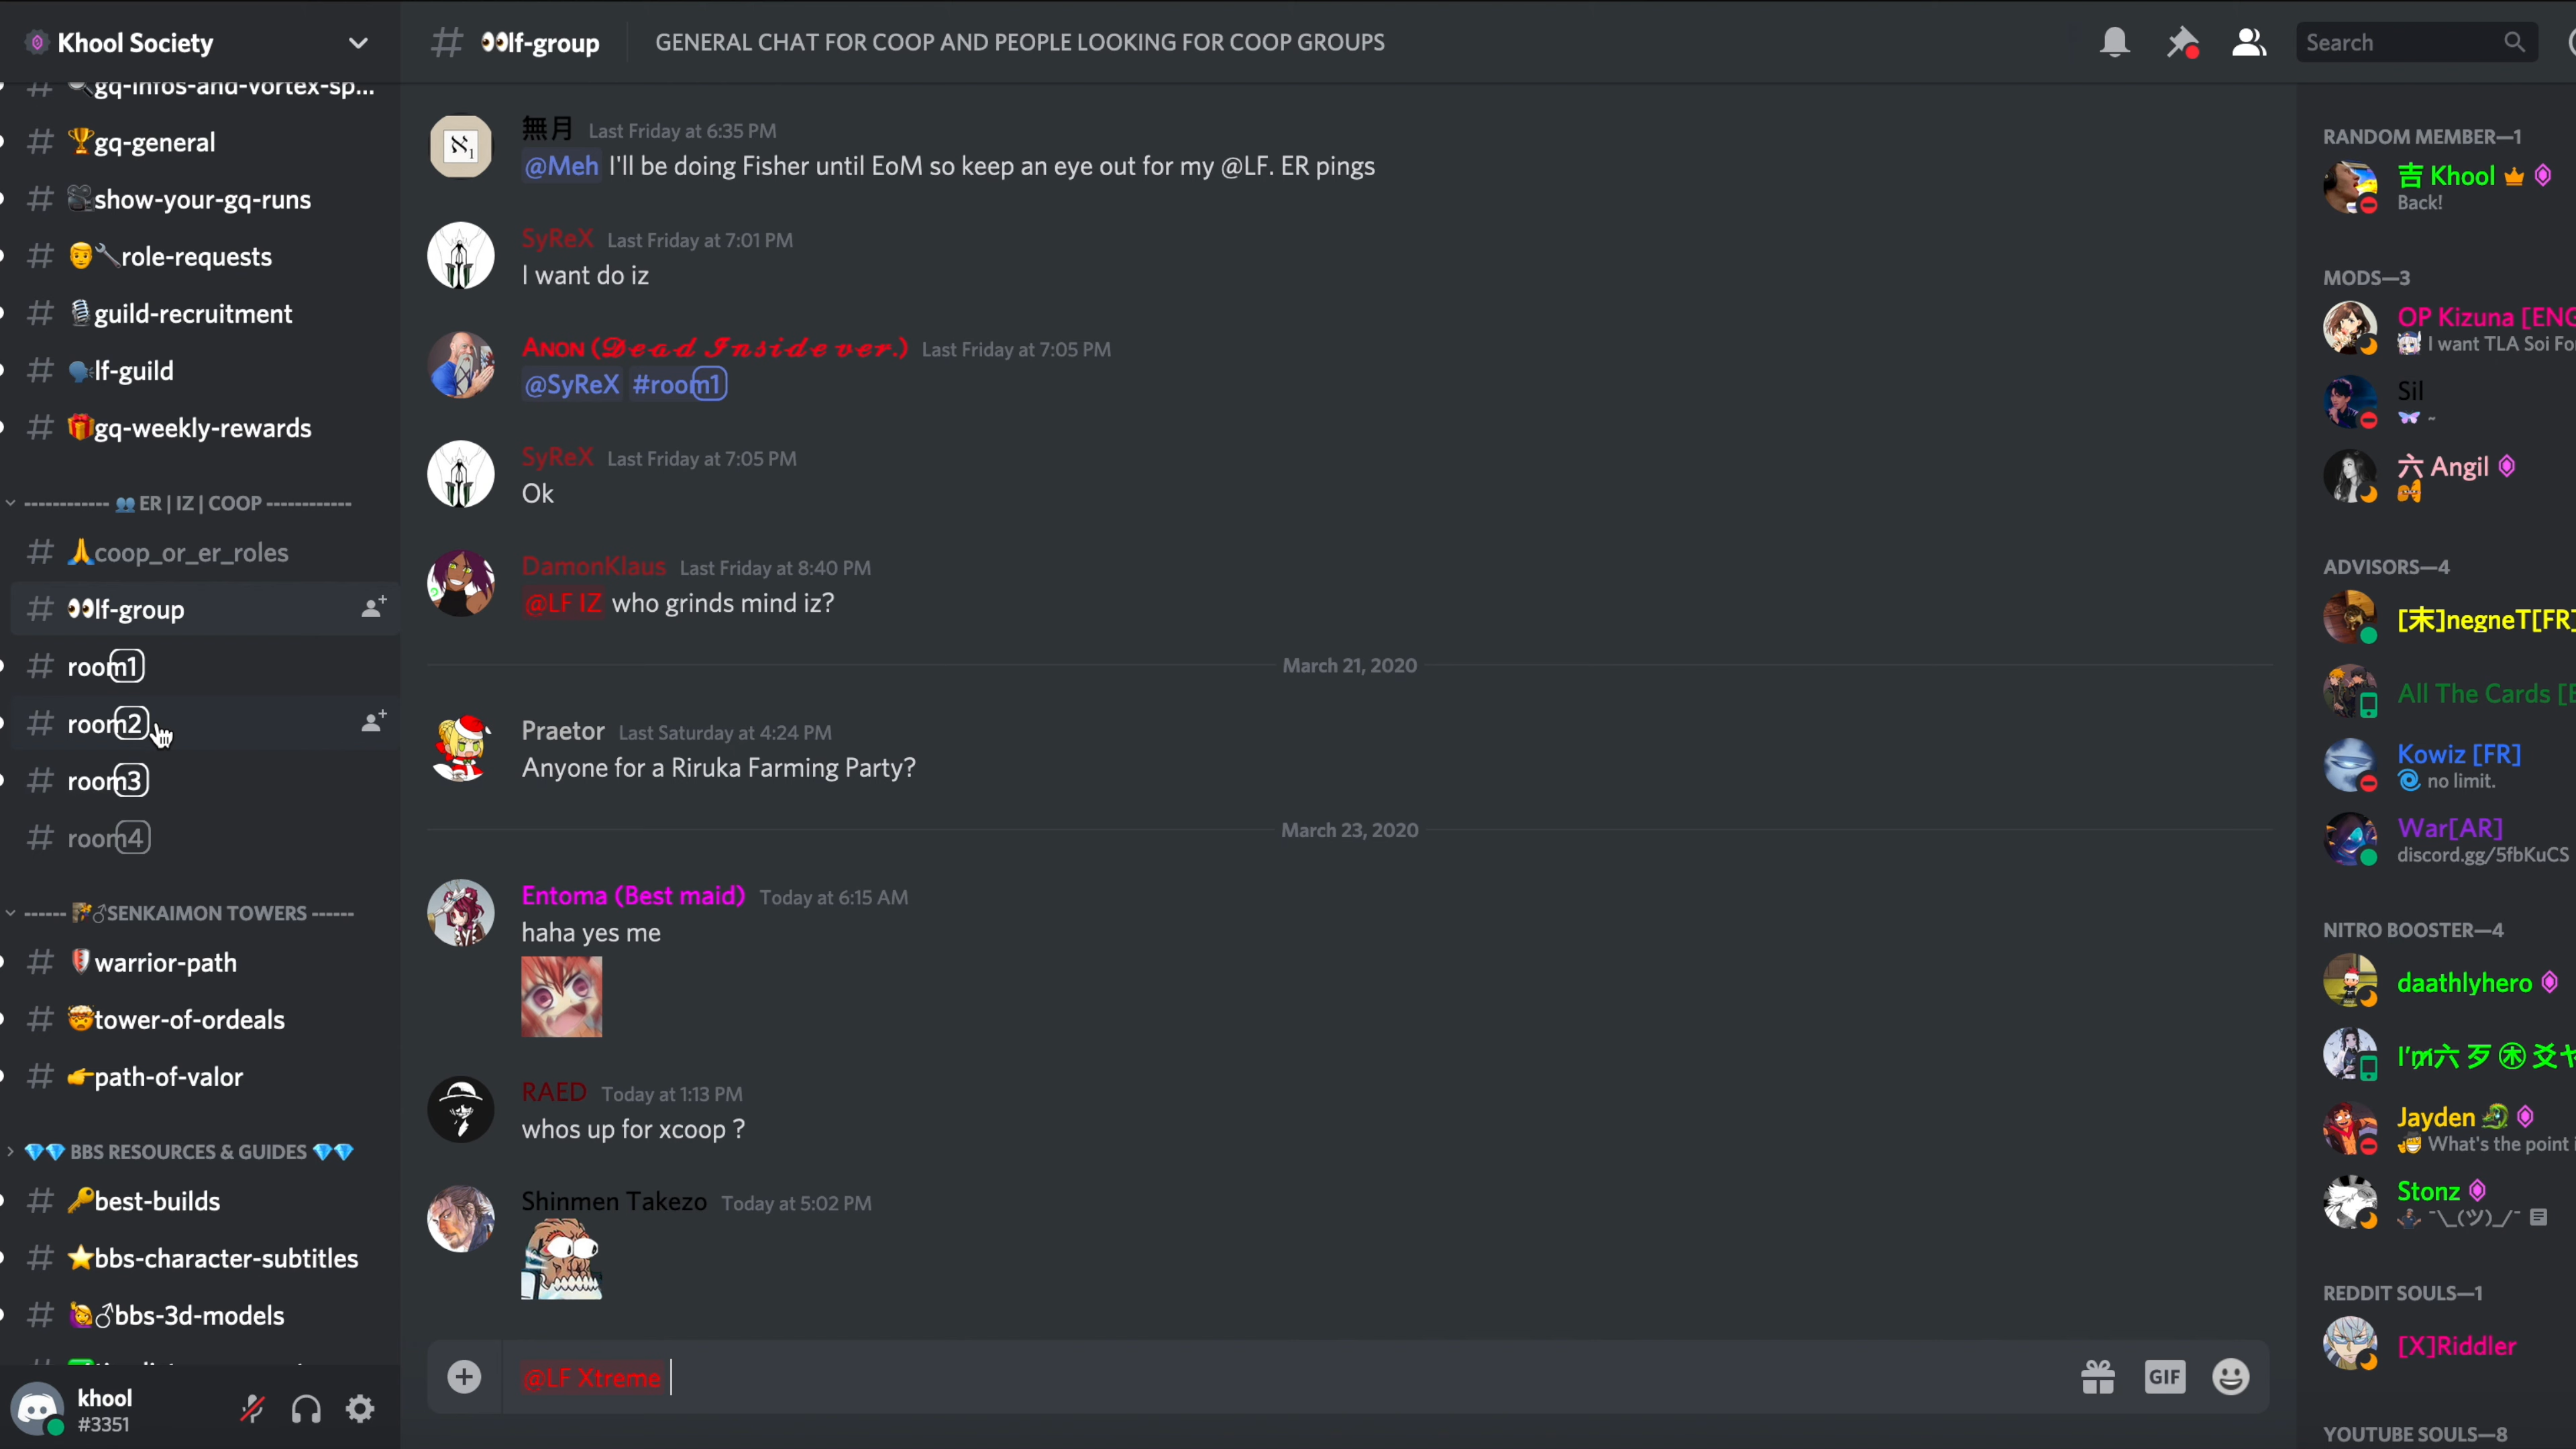 Khool Society
gq-infos-and-vortex-sp...
gq-general
show-your-gq-runs
role-requests
guild-recruitment
lf-guild
gq-weekly-rewards
------------ ER | IZ | COOP ------------
coop_or_er_roles
lf-group
room1
room2
room3
room4
------ SENKAIMON TOWERS ------
warrior-path
tower-of-ordeals
path-of-valor
BBS RESOURCES & GUIDES
best-builds
bbs-character-subtitles
bbs-3d-models
khool
#3351
lf-group GENERAL CHAT FOR COOP AND PEOPLE LOOKING FOR COOP GROUPS
Search
無月 Last Friday at 6:35 PM
@Meh I'll be doing Fisher until EoM so keep an eye out for my @LF. ER pings
SyReX Last Friday at 7:01 PM
I want do iz
ANON (𝓓𝓮𝓪𝓭 𝓘𝓷𝓼𝓲𝓭𝓮 𝓿𝓮𝓻.) Last Friday at 7:05 PM
@SyReX #room1
SyReX Last Friday at 7:05 PM
Ok
DamonKlaus Last Friday at 8:40 PM
@LF IZ who grinds mind iz?
March 21, 2020
Praetor Last Saturday at 4:24 PM
Anyone for a Riruka Farming Party?
March 23, 2020
Entoma (Best maid) Today at 6:15 AM
haha yes me
RAED Today at 1:13 PM
whos up for xcoop ?
Shinmen Takezo Today at 5:02 PM
@LF Xtreme
GIF
RANDOM MEMBER—1
吉 Khool
Back!
MODS—3
OP Kizuna [ENG
I want TLA Soi Fo
Sil
~
六 Angil
ADVISORS—4
[末]negneT[FR]
All The Cards [E
Kowiz [FR]
no limit.
War[AR]
discord.gg/5fbKuCS
NITRO BOOSTER—4
daathlyhero
I'm六 歹 ㊍ 爻
Jayden
What's the point
Stonz
¯\_(ツ)_/¯
REDDIT SOULS—1
[X]Riddler
YOUTUBE SOULS—8